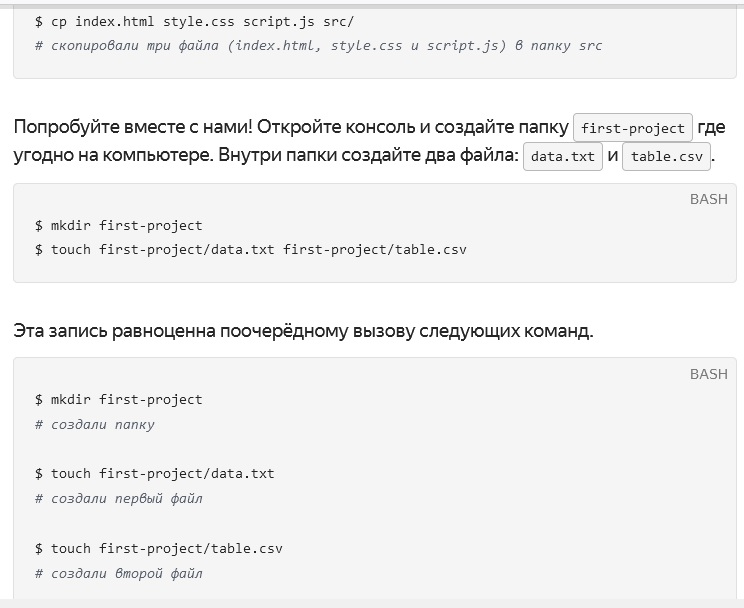 $ cp index.html style.css script.js src/
# скопировали три файла (index.html, style.css и script.js) в папку src
Попробуйте вместе с нами! Откройте консоль и создайте папку first-project где
угодно на компьютере. Внутри папки создайте два файла: data.txt и table.csv.
BASH
$ mkdir first-project
$ touch first-project/data.txt first-project/table.csv
Эта запись равноценна поочерёдному вызову следующих команд.
BASH
$ mkdir first-project
# создали папку
$ touch first-project/data.txt
# создали первый файл
$ touch first-project/table.csv
# создали второй файл